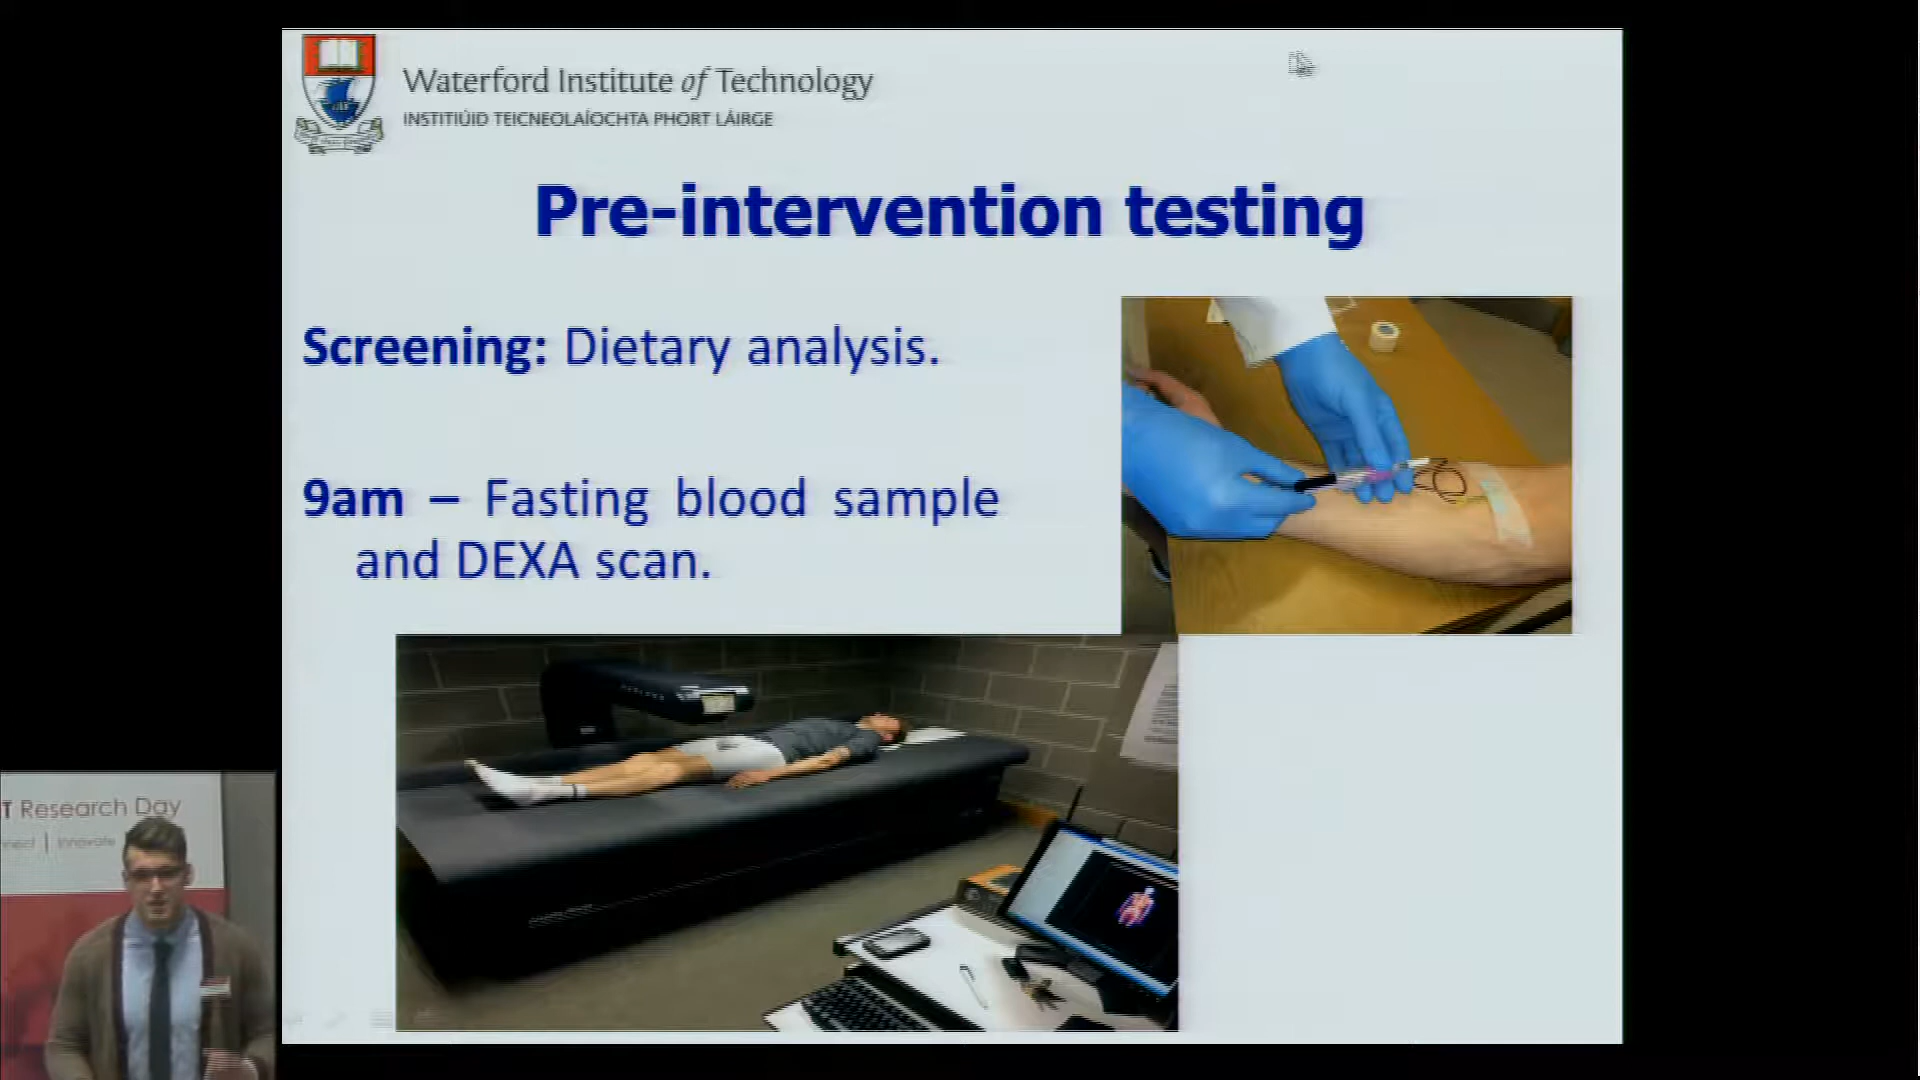 Waterford Institute of Technology
INSTITIÚID TEICNEOLAÍOCHTA PHORT LÁIRGE
Pre-intervention testing
Screening: Dietary analysis.
9am – Fasting blood sample
and DEXA scan.
T Research Day
Innovate